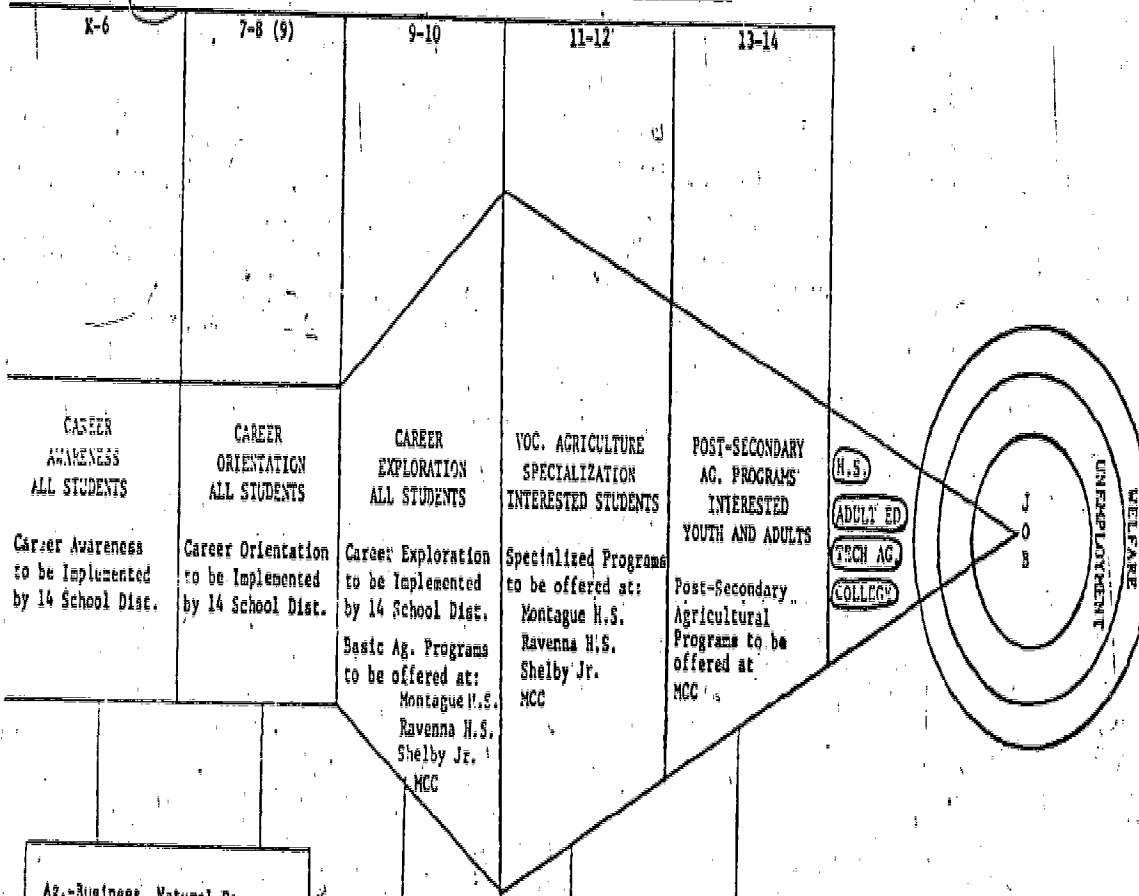 K-6
7-8 (9)
9-10
11-12
13-14
CAREER
AWARENESS
ALL STUDENTS
Career Awareness
to be Implemented
by 14 School Dist.
CAREER
ORIENTATION
ALL STUDENTS
Career Orientation
to be Implemented
by 14 School Dist.
CAREER
EXPLORATION
ALL STUDENTS
Career Exploration
to be Implemented
by 14 School Dist.
Basic Ag. Programs
to be offered at:
Montague H.S.
Ravenna H.S.
Shelby Jr.
MCC
VOC. AGRICULTURE
SPECIALIZATION
INTERESTED STUDENTS
Specialized Programs
to be offered at:
Montague H.S.
Ravenna H.S.
Shelby Jr.
MCC
POST-SECONDARY
AG. PROGRAMS
INTERESTED
YOUTH AND ADULTS
Post-Secondary
Agricultural
Programs to be
offered at
MCC
H.S.
ADULT ED
TECH AG.
COLLEGE
JOB
UNEMPLOYMENT
WELFARE
Ag.-Business Natural